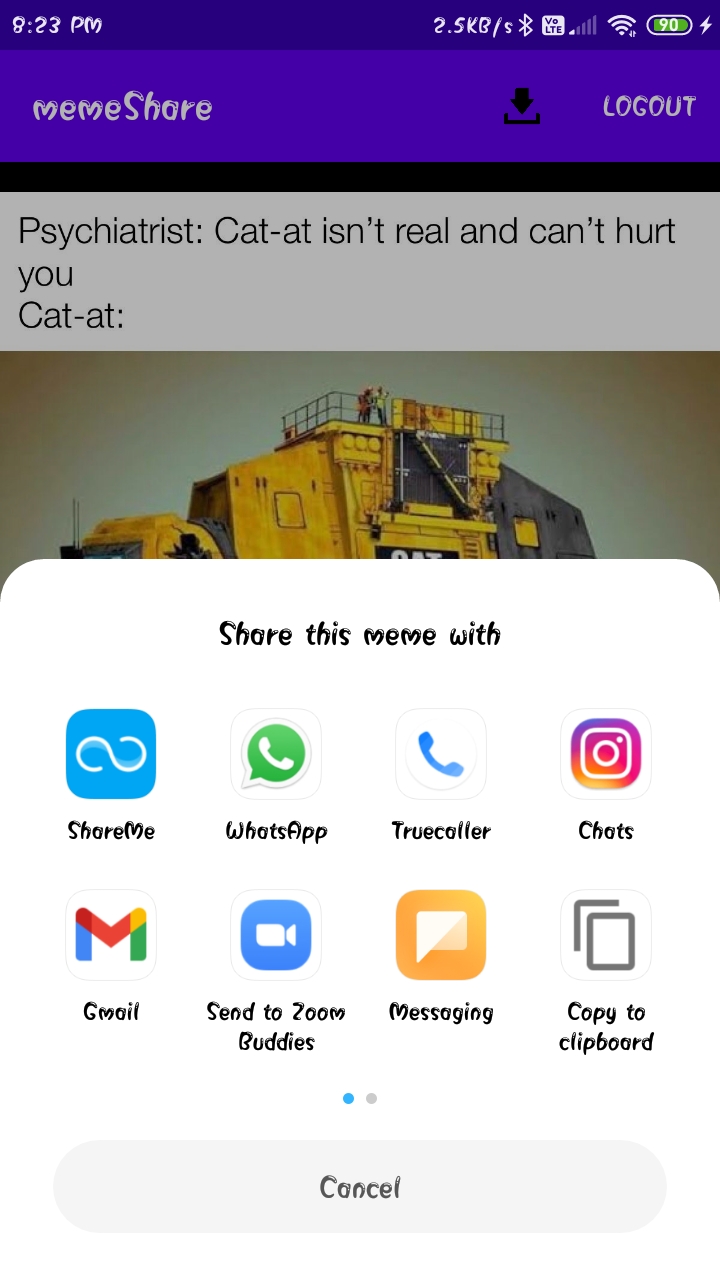 8:23 PM 2.5KB/s Vo LTE 90
memeShare LOGOUT
Psychiatrist: Cat-at isn’t real and can’t hurt
you
Cat-at:
CAT
Share this meme with
ShareMe WhatsApp Truecaller Chats
Gmail Send to Zoom Messaging Copy to
Buddies clipboard
Cancel